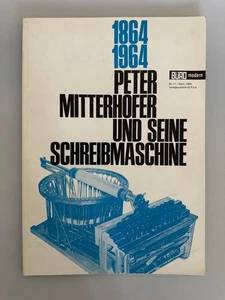 1864
1964
PETER
MITTERHOFER
UND SEINE
SCHREIBMASCHINE
BÜRO modern